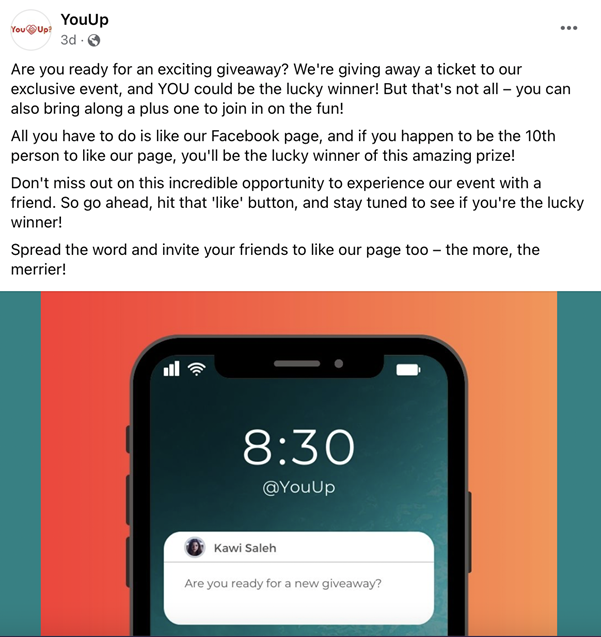 You Up?
YouUp
3d ·
Are you ready for an exciting giveaway? We're giving away a ticket to our
exclusive event, and YOU could be the lucky winner! But that's not all – you can
also bring along a plus one to join in on the fun!
All you have to do is like our Facebook page, and if you happen to be the 10th
person to like our page, you'll be the lucky winner of this amazing prize!
Don't miss out on this incredible opportunity to experience our event with a
friend. So go ahead, hit that 'like' button, and stay tuned to see if you're the lucky
winner!
Spread the word and invite your friends to like our page too – the more, the
merrier!
8:30
@YouUp
Kawi Saleh
Are you ready for a new giveaway?